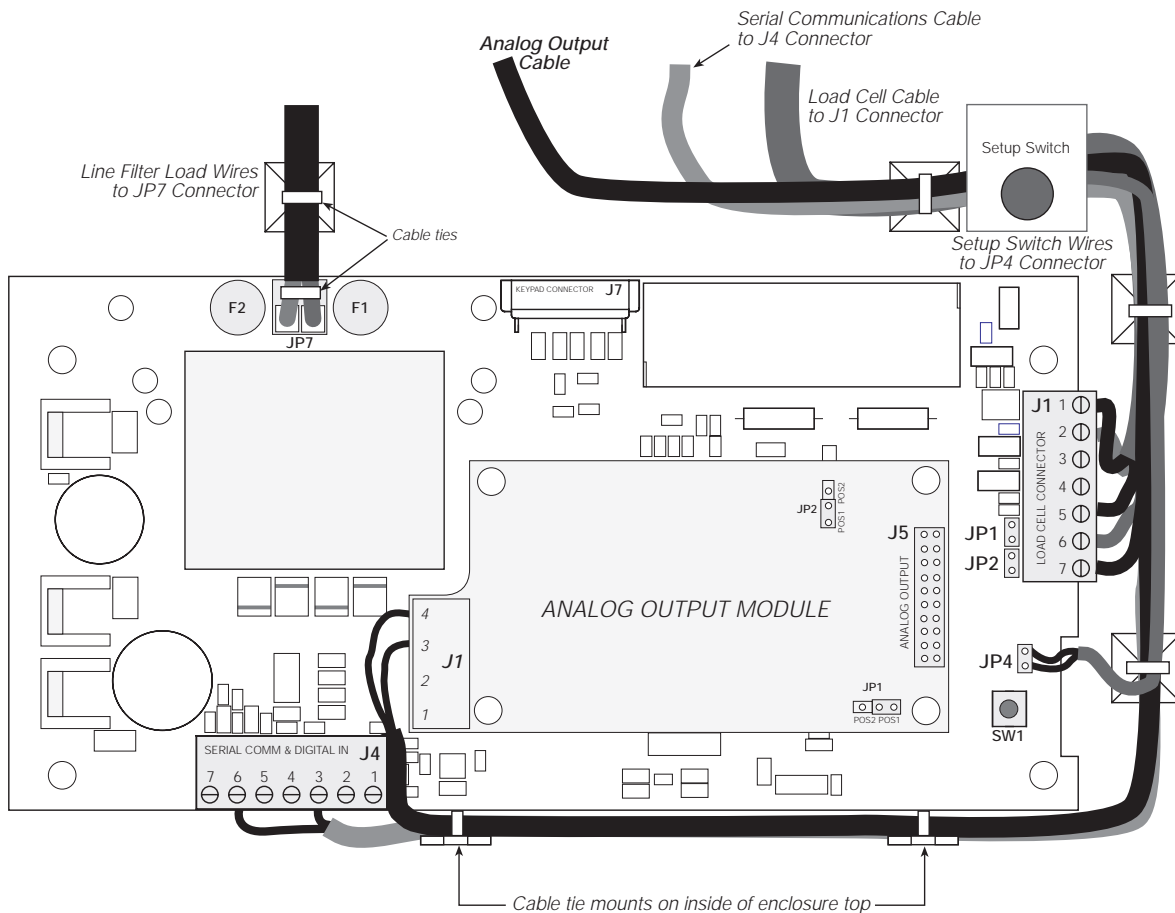 Serial Communications Cable
to J4 Connector
Analog Output
Cable
Load Cell Cable
to J1 Connector
Setup Switch
Line Filter Load Wires
to JP7 Connector
Cable ties
Setup Switch Wires
to JP4 Connector
F2
F1
JP7
KEYPAD CONNECTOR
J7
J1
1
2
3
4
5
6
7
LOAD CELL CONNECTOR
JP1
JP2
JP2
POS1 POS2
J5
ANALOG OUTPUT
ANALOG OUTPUT MODULE
4
3
2
1
J1
JP1
POS2 POS1
JP4
SW1
SERIAL COMM & DIGITAL IN
J4
7 6 5 4 3 2 1
Cable tie mounts on inside of enclosure top